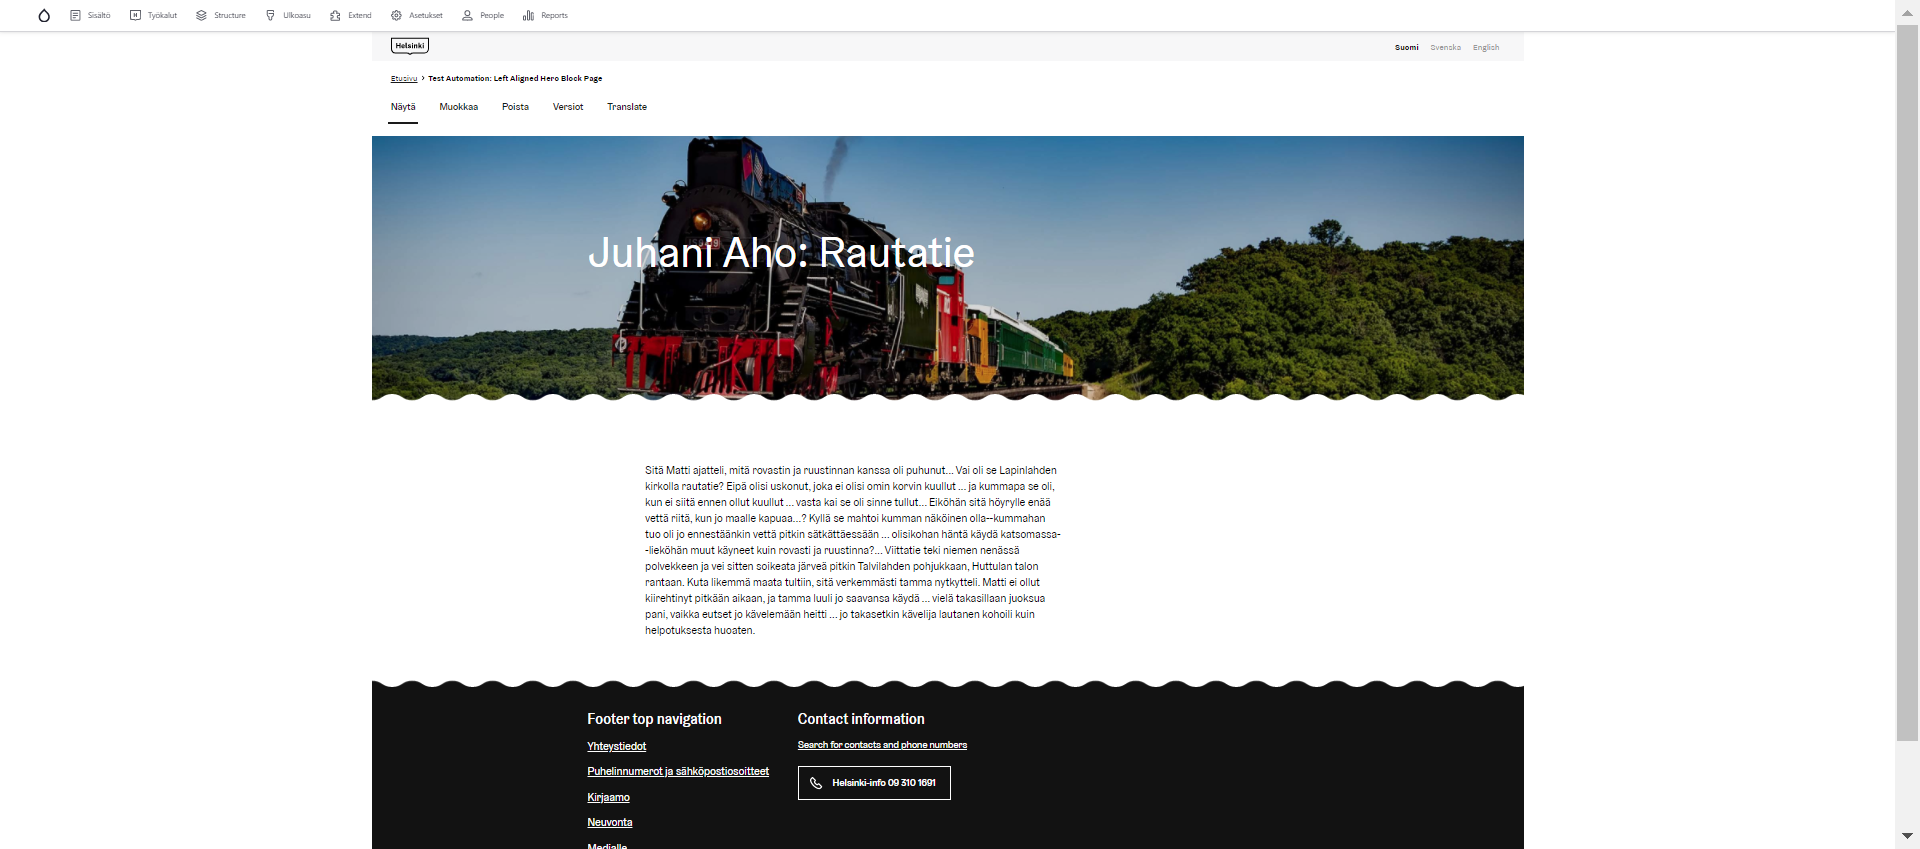 Sisältö Työkalut Structure Ulkoasu Extend Asetukset People Reports
Helsinki
Suomi Svenska English
Etusivu > Test Automation: Left Aligned Hero Block Page
Näytä Muokkaa Poista Versiot Translate
Juhani Aho: Rautatie
Sitä Matti ajatteli, mitä rovastin ja ruustinnan kanssa oli puhunut... Vai oli se Lapinlahden
kirkolla rautatie? Eipä olisi uskonut, joka ei olisi omin korvin kuullut ... ja kummapa se oli,
kun ei siitä ennen ollut kuullut ... vasta kai se oli sinne tullut... Eiköhän sitä höyrylle enää
vettä riitä, kun jo maalle kapuaa...? Kyllä se mahtoi kumman näköinen olla--kummahan
tuo oli jo ennestäänkin vettä pitkin sätkättäessään ... olisikohan häntä käydä katsomassa-
-lieköhän muut käyneet kuin rovasti ja ruustinna?... Viittatie teki niemen nenässä
polvekkeen ja vei sitten soikeata järveä pitkin Talvilahden pohjukkaan, Huttulan talon
rantaan. Kuta likemmä maata tultiin, sitä verkemmästi tamma nytkytteli. Matti ei ollut
kiirehtinyt pitkään aikaan, ja tamma luuli jo saavansa käydä ... vielä takasillaan juoksua
pani, vaikka eutset jo kävelemään heitti ... jo takasetkin kävelijä lautanen kohoili kuin
helpotuksesta huoaten.
Footer top navigation
Yhteystiedot
Puhelinnumerot ja sähköpostiosoitteet
Kirjaamo
Neuvonta
Medialle
Contact information
Search for contacts and phone numbers
Helsinki-info 09 310 1691